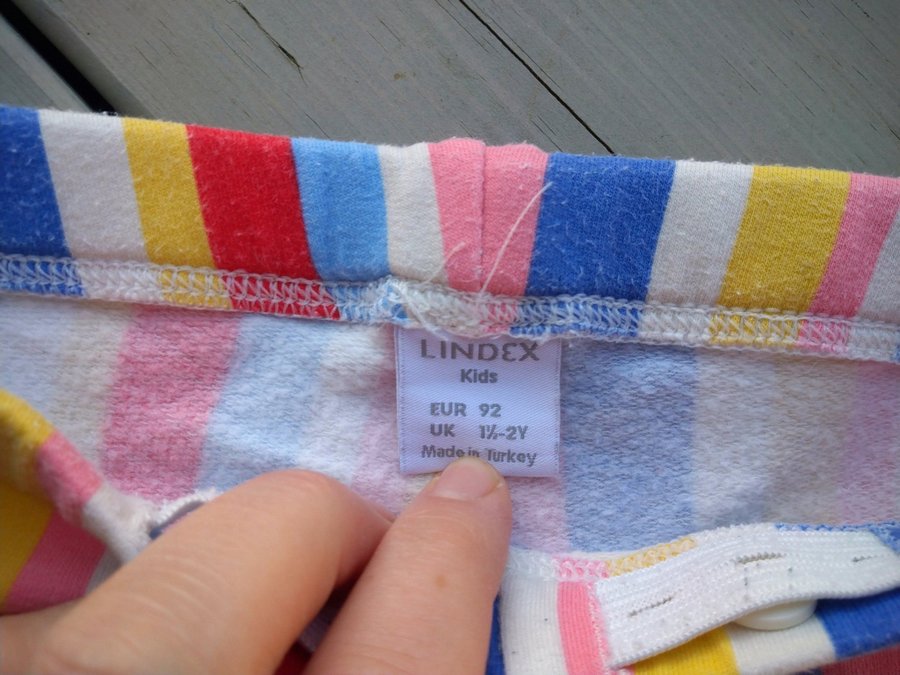 LINDEX
Kids
EUR 92
UK 1½-2Y
Made in Turkey